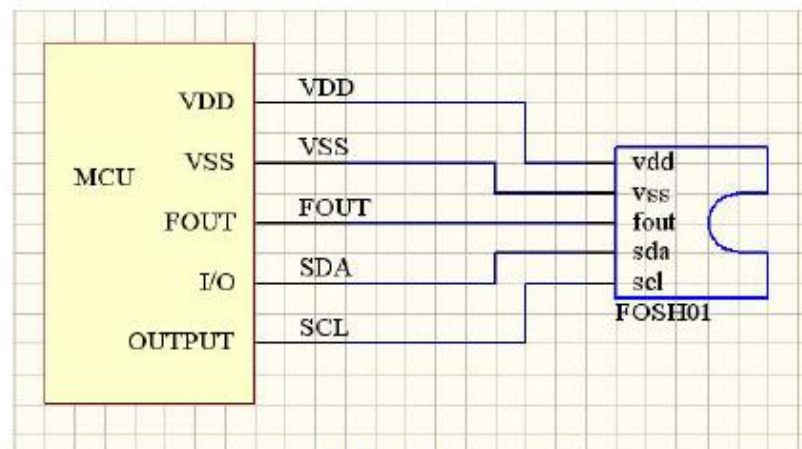 VDD
VDD
VSS
VSS
MCU
FOUT
FOUT
I/O
SDA
OUTPUT
SCL
vdd
vss
fout
sda
scl
FOSH01